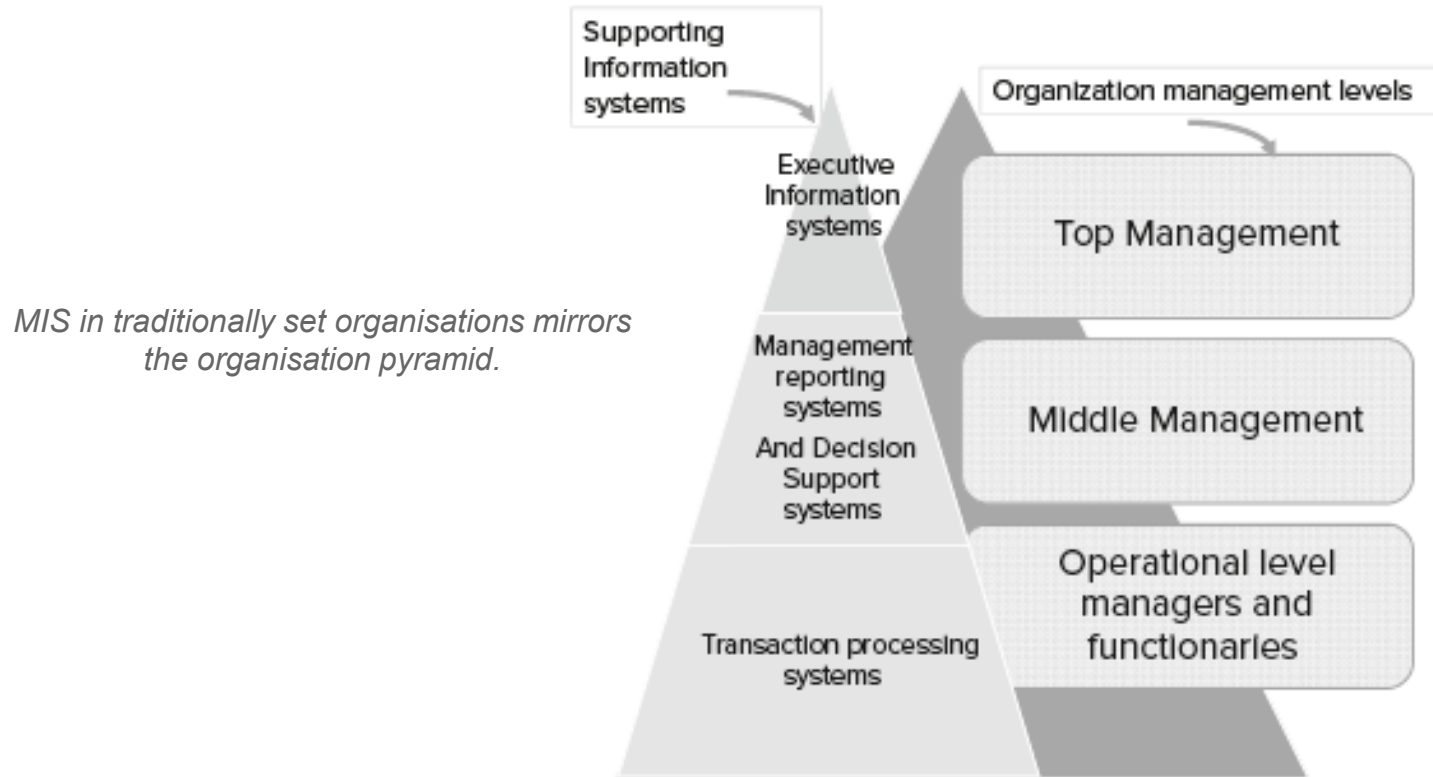 Supporting
Information
systems
Organization management levels
Executive
Information
systems
Top Management
MIS in traditionally set organisations mirrors
the organisation pyramid.
Management
reporting
systems
And Decision
Support
systems
Middle Management
Transaction processing
systems
Operational level
managers and
functionaries